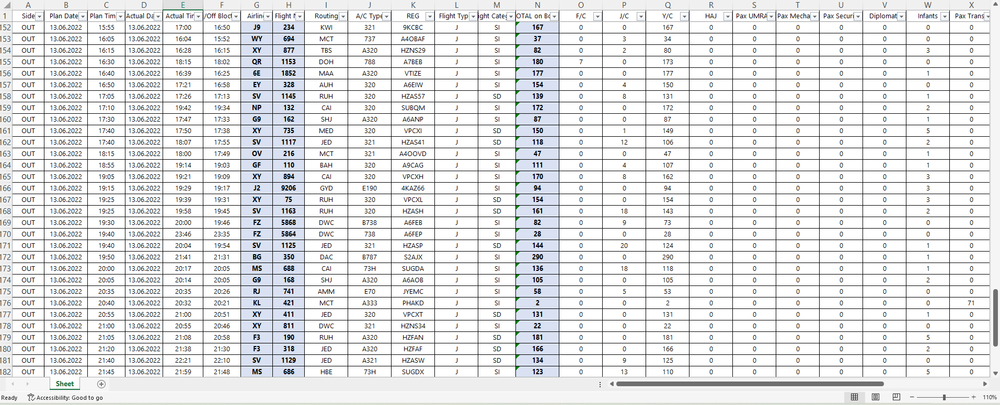 A B C D E F G H I J K L M N O P Q R S T U V W X
1 Side Plan Date Plan Tim Actual Da Actual Tir /Off Bloct Airlin Flight N Routing A/C Type REG Flight Typ ight Categ OTAL on Bo F/C J/C Y/C HAJ Pax UMRA Pax Mecha Pax Securi Diplomat Infants Pax Trans
152 OUT 13.06.2022 15:55 13.06.2022 17:00 16:50 J9 234 KWI 321 9KCBC J SI 167 0 0 167 0 0 0 0 0 0 0
153 OUT 13.06.2022 16:05 13.06.2022 16:04 15:52 WY 694 MCT 737 A4OBAF J SI 37 0 3 34 0 0 0 0 0 0 0
154 OUT 13.06.2022 16:15 13.06.2022 16:28 16:15 XY 877 TBS A320 HZNS29 J SI 82 0 2 80 0 0 0 0 0 3 0
155 OUT 13.06.2022 16:30 13.06.2022 18:15 18:02 QR 1153 DOH 788 A7BEB J SI 180 7 0 173 0 0 0 0 0 0 0
156 OUT 13.06.2022 16:40 13.06.2022 16:39 16:25 6E 1852 MAA A320 VTIZE J SI 177 0 0 177 0 0 0 0 0 1 0
157 OUT 13.06.2022 16:50 13.06.2022 17:21 16:58 EY 328 AUH 320 A6EIW J SI 154 0 4 150 0 0 0 0 0 0 0
158 OUT 13.06.2022 17:05 13.06.2022 17:26 17:13 SV 1145 RUH 320 HZAS57 J SD 139 0 8 131 0 0 0 0 0 1 0
159 OUT 13.06.2022 17:10 13.06.2022 19:42 19:34 NP 132 CAI 320 SUBQM J SI 172 0 0 172 0 0 0 0 0 2 0
160 OUT 13.06.2022 17:30 13.06.2022 17:47 17:33 G9 162 SHJ A320 A6ANP J SI 87 0 0 87 0 0 0 0 0 1 0
161 OUT 13.06.2022 17:40 13.06.2022 17:50 17:38 XY 735 MED 320 VPCXI J SD 150 0 1 149 0 0 0 0 0 5 0
162 OUT 13.06.2022 17:40 13.06.2022 18:07 17:55 SV 1117 JED 321 HZAS41 J SD 118 0 12 106 0 0 0 0 0 2 0
163 OUT 13.06.2022 18:15 13.06.2022 18:00 17:49 OV 216 MCT 321 A4OOVD J SI 47 0 0 47 0 0 0 0 0 1 0
164 OUT 13.06.2022 18:55 13.06.2022 19:14 19:03 GF 110 BAH 320 A9CAG J SI 111 0 4 107 0 0 0 0 0 1 0
165 OUT 13.06.2022 19:05 13.06.2022 19:21 19:09 XY 894 CAI 320 VPCXH J SI 170 0 8 162 0 0 0 0 0 3 0
166 OUT 13.06.2022 19:15 13.06.2022 19:29 19:17 J2 9206 GYD E190 4KAZ66 J SI 94 0 0 94 0 0 0 0 0 3 0
167 OUT 13.06.2022 19:25 13.06.2022 19:39 19:31 XY 75 RUH 320 VPCXL J SD 154 0 0 154 0 0 0 0 0 3 0
168 OUT 13.06.2022 19:25 13.06.2022 19:58 19:45 SV 1163 RUH 320 HZASH J SD 161 0 18 143 0 0 0 0 0 2 0
169 OUT 13.06.2022 19:30 13.06.2022 20:00 19:46 FZ 5868 DWC B738 A6FEB J SI 82 0 9 73 0 0 0 0 0 0 0
170 OUT 13.06.2022 19:40 13.06.2022 23:46 23:35 FZ 5864 DWC 738 A6FEP J SI 28 0 0 28 0 0 0 0 0 0 0
171 OUT 13.06.2022 19:40 13.06.2022 20:04 19:54 SV 1125 JED 321 HZASP J SD 144 0 20 124 0 0 0 0 0 1 0
172 OUT 13.06.2022 19:50 13.06.2022 21:41 21:31 BG 350 DAC B787 S2AJX J SI 290 0 0 290 0 0 0 0 0 1 0
173 OUT 13.06.2022 20:00 13.06.2022 20:17 20:05 MS 688 CAI 73H SUGDA J SI 136 0 18 118 0 0 0 0 0 1 0
174 OUT 13.06.2022 20:05 13.06.2022 20:14 20:05 G9 168 SHJ A320 A6AOB J SI 105 0 0 105 0 0 0 0 0 2 0
175 OUT 13.06.2022 20:35 13.06.2022 20:35 20:26 RJ 741 AMM E70 JYEMC J SI 58 0 5 53 0 0 0 0 0 0 0
176 OUT 13.06.2022 20:40 13.06.2022 20:32 20:21 KL 421 MCT A333 PHAKD J SI 2 0 0 2 0 0 0 0 0 0 71
177 OUT 13.06.2022 20:55 13.06.2022 21:00 20:51 XY 411 JED 320 VPCXT J SD 131 0 0 131 0 0 0 0 0 1 0
178 OUT 13.06.2022 21:00 13.06.2022 20:55 20:46 XY 811 DWC 321 HZNS34 J SI 22 0 0 22 0 0 0 0 0 0 0
179 OUT 13.06.2022 21:05 13.06.2022 21:08 20:58 F3 190 RUH A320 HZFAN J SD 181 0 0 181 0 0 0 0 0 5 0
180 OUT 13.06.2022 21:20 13.06.2022 21:38 21:30 F3 318 JED A320 HZFAF J SD 166 0 0 166 0 0 0 0 0 2 0
181 OUT 13.06.2022 21:40 13.06.2022 22:21 22:10 SV 1129 JED A321 HZASW J SD 134 0 9 125 0 0 0 0 0 0 0
182 OUT 13.06.2022 21:45 13.06.2022 21:59 21:48 MS 686 HBE 73H SUGDX J SI 123 0 13 110 0 0 0 0 0 5 0
Sheet
Ready Accessibility: Good to go 110%